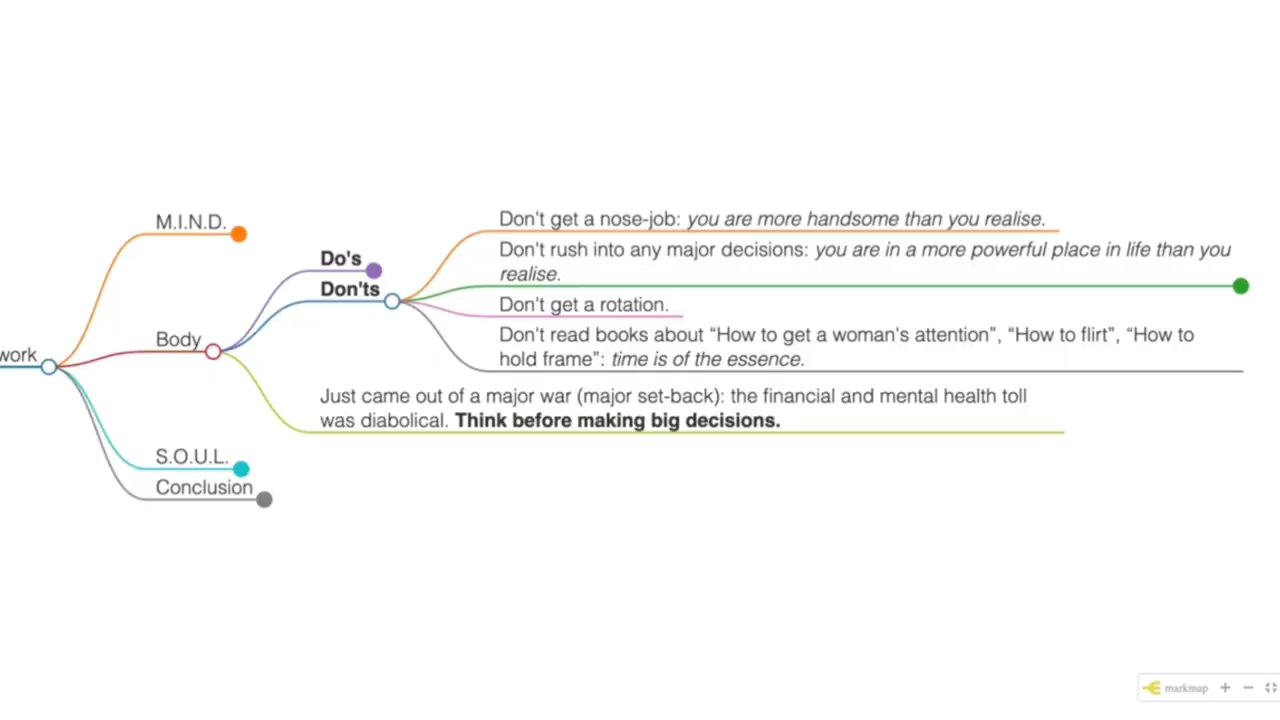 work
M.I.N.D.
Body
S.O.U.L.
Conclusion
Do's
Don'ts
Don't get a nose-job: you are more handsome than you realise.
Don't rush into any major decisions: you are in a more powerful place in life than you
realise.
Don't get a rotation.
Don't read books about “How to get a woman's attention”, “How to flirt”, “How to
hold frame”: time is of the essence.
Just came out of a major war (major set-back): the financial and mental health toll
was diabolical. Think before making big decisions.
markmap